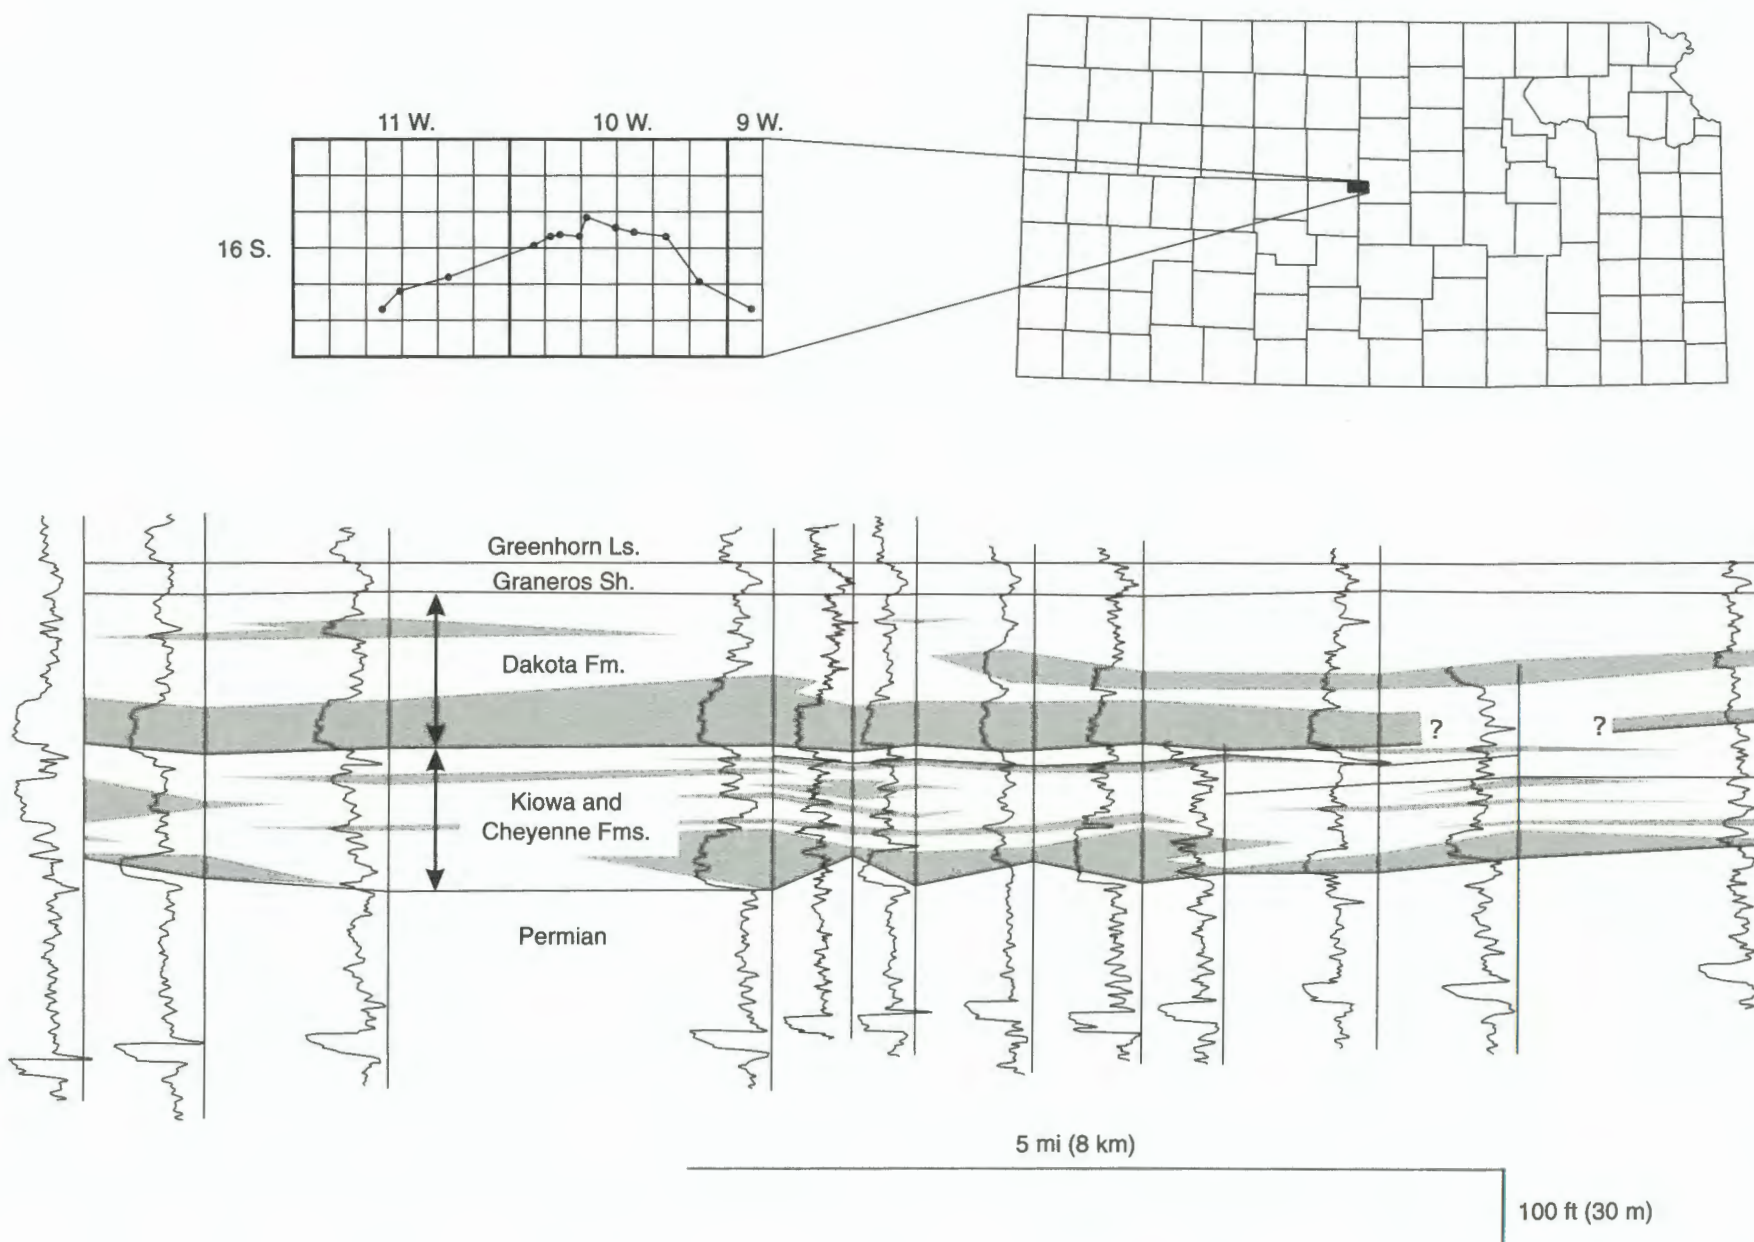 11 W.
10 W.
9 W.
16 S.
Greenhorn Ls.
Graneros Sh.
Dakota Fm.
?
?
Kiowa and
Cheyenne Fms.
Permian
5 mi (8 km)
100 ft (30 m)